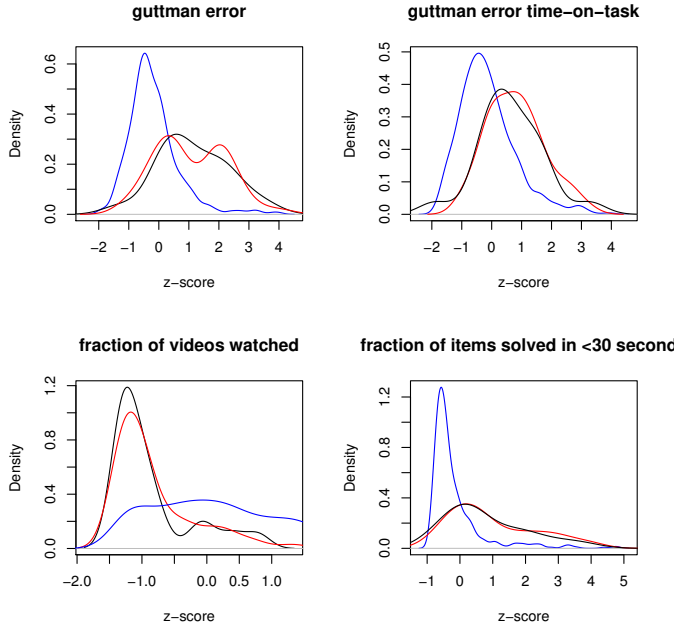 guttman error
Density
0.0 0.2 0.4 0.6
−2 −1 0 1 2 3 4
z−score
guttman error time−on−task
Density
0.0 0.1 0.2 0.3 0.4 0.5
−2 −1 0 1 2 3 4
z−score
fraction of videos watched
Density
0.0 0.4 0.8 1.2
−2.0 −1.0 0.0 0.5 1.0
z−score
fraction of items solved in <30 second
Density
0.0 0.4 0.8 1.2
−1 0 1 2 3 4 5
z−score